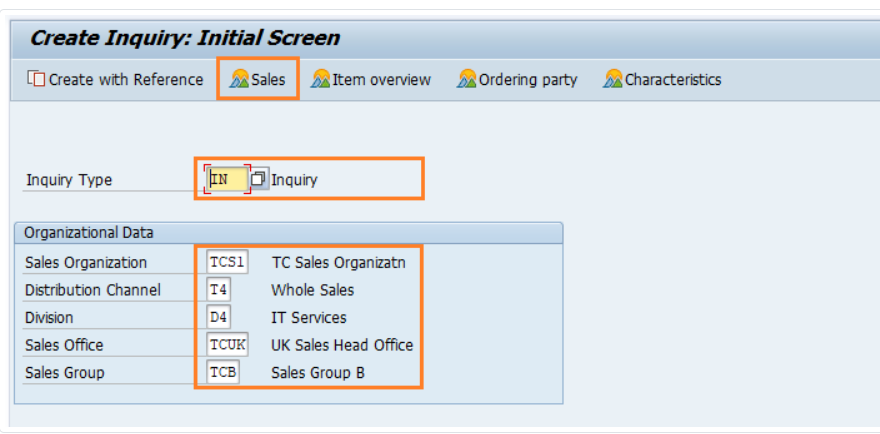 Create Inquiry: Initial Screen
Create with Reference Sales Item overview Ordering party Characteristics
Inquiry Type IN Inquiry
Organizational Data
Sales Organization TCS1 TC Sales Organizatn
Distribution Channel T4 Whole Sales
Division D4 IT Services
Sales Office TCUK UK Sales Head Office
Sales Group TCB Sales Group B